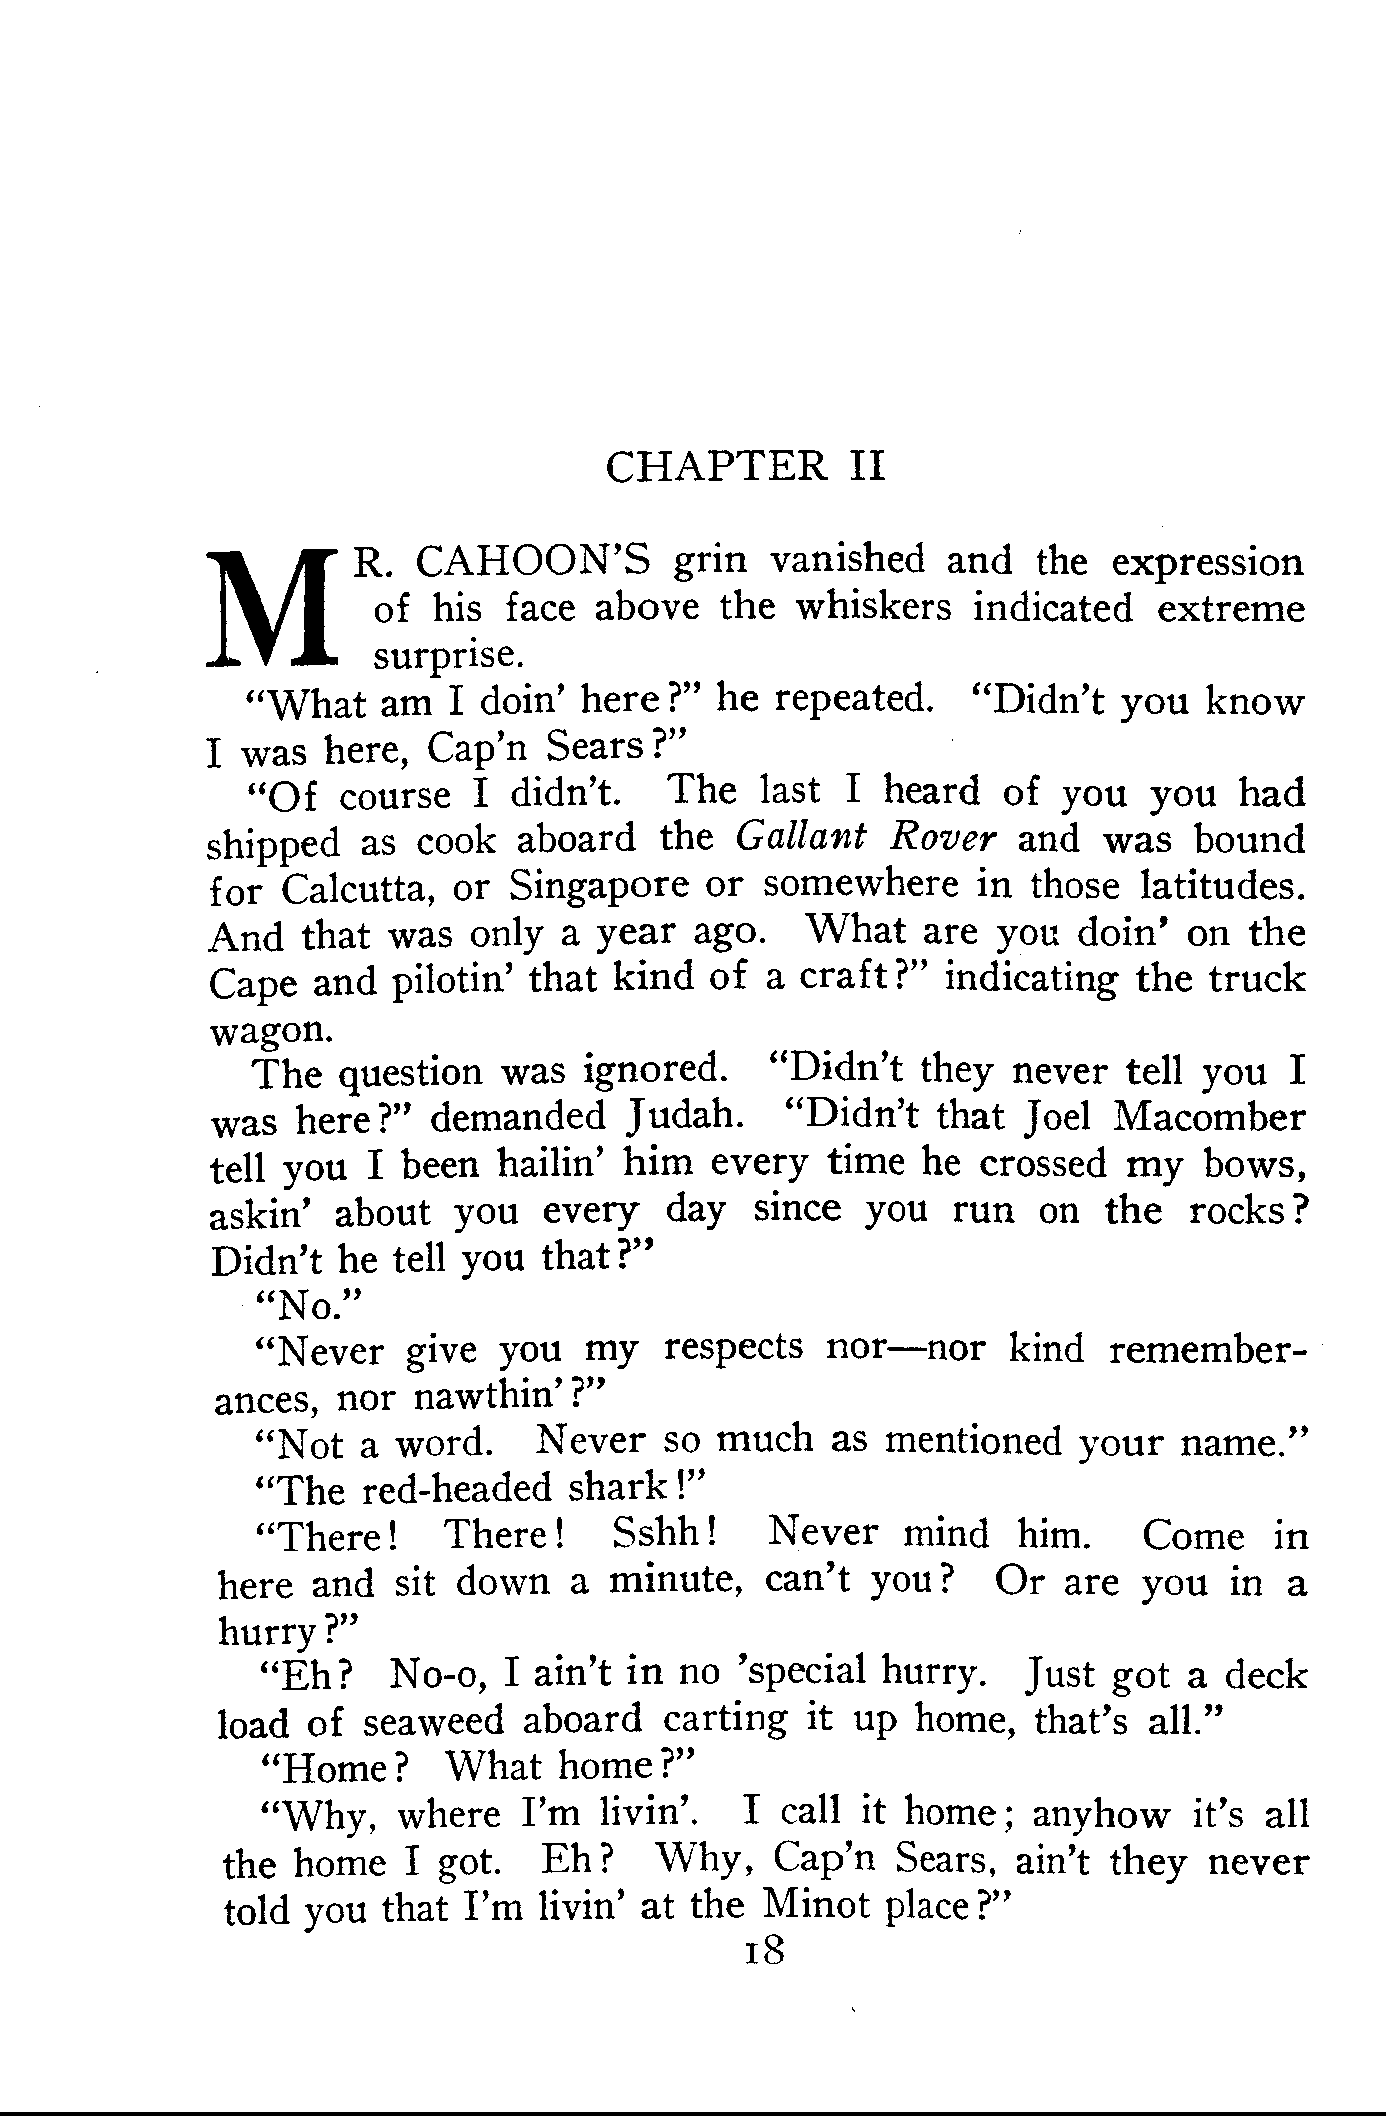 CHAPTER II
MR. CAHOON'S grin vanished and the expression
of his face above the whiskers indicated extreme
surprise.
“What am I doin' here?” he repeated. “Didn't you know
I was here, Cap'n Sears?”
“Of course I didn't. The last I heard of you you had
shipped as cook aboard the Gallant Rover and was bound
for Calcutta, or Singapore or somewhere in those latitudes.
And that was only a year ago. What are you doin' on the
Cape and pilotin' that kind of a craft?” indicating the truck
wagon.
The question was ignored. “Didn't they never tell you I
was here?” demanded Judah. “Didn't that Joel Macomber
tell you I been hailin' him every time he crossed my bows,
askin' about you every day since you run on the rocks?
Didn't he tell you that?”
“No.”
“Never give you my respects nor—nor kind remember-
ances, nor nawthin'?”
“Not a word. Never so much as mentioned your name.”
“The red-headed shark!”
“There! There! Sshh! Never mind him. Come in
here and sit down a minute, can't you? Or are you in a
hurry?”
“Eh? No-o, I ain't in no 'special hurry. Just got a deck
load of seaweed aboard carting it up home, that's all.”
“Home? What home?”
“Why, where I'm livin'. I call it home; anyhow it's all
the home I got. Eh? Why, Cap'n Sears, ain't they never
told you that I'm livin' at the Minot place?”
18